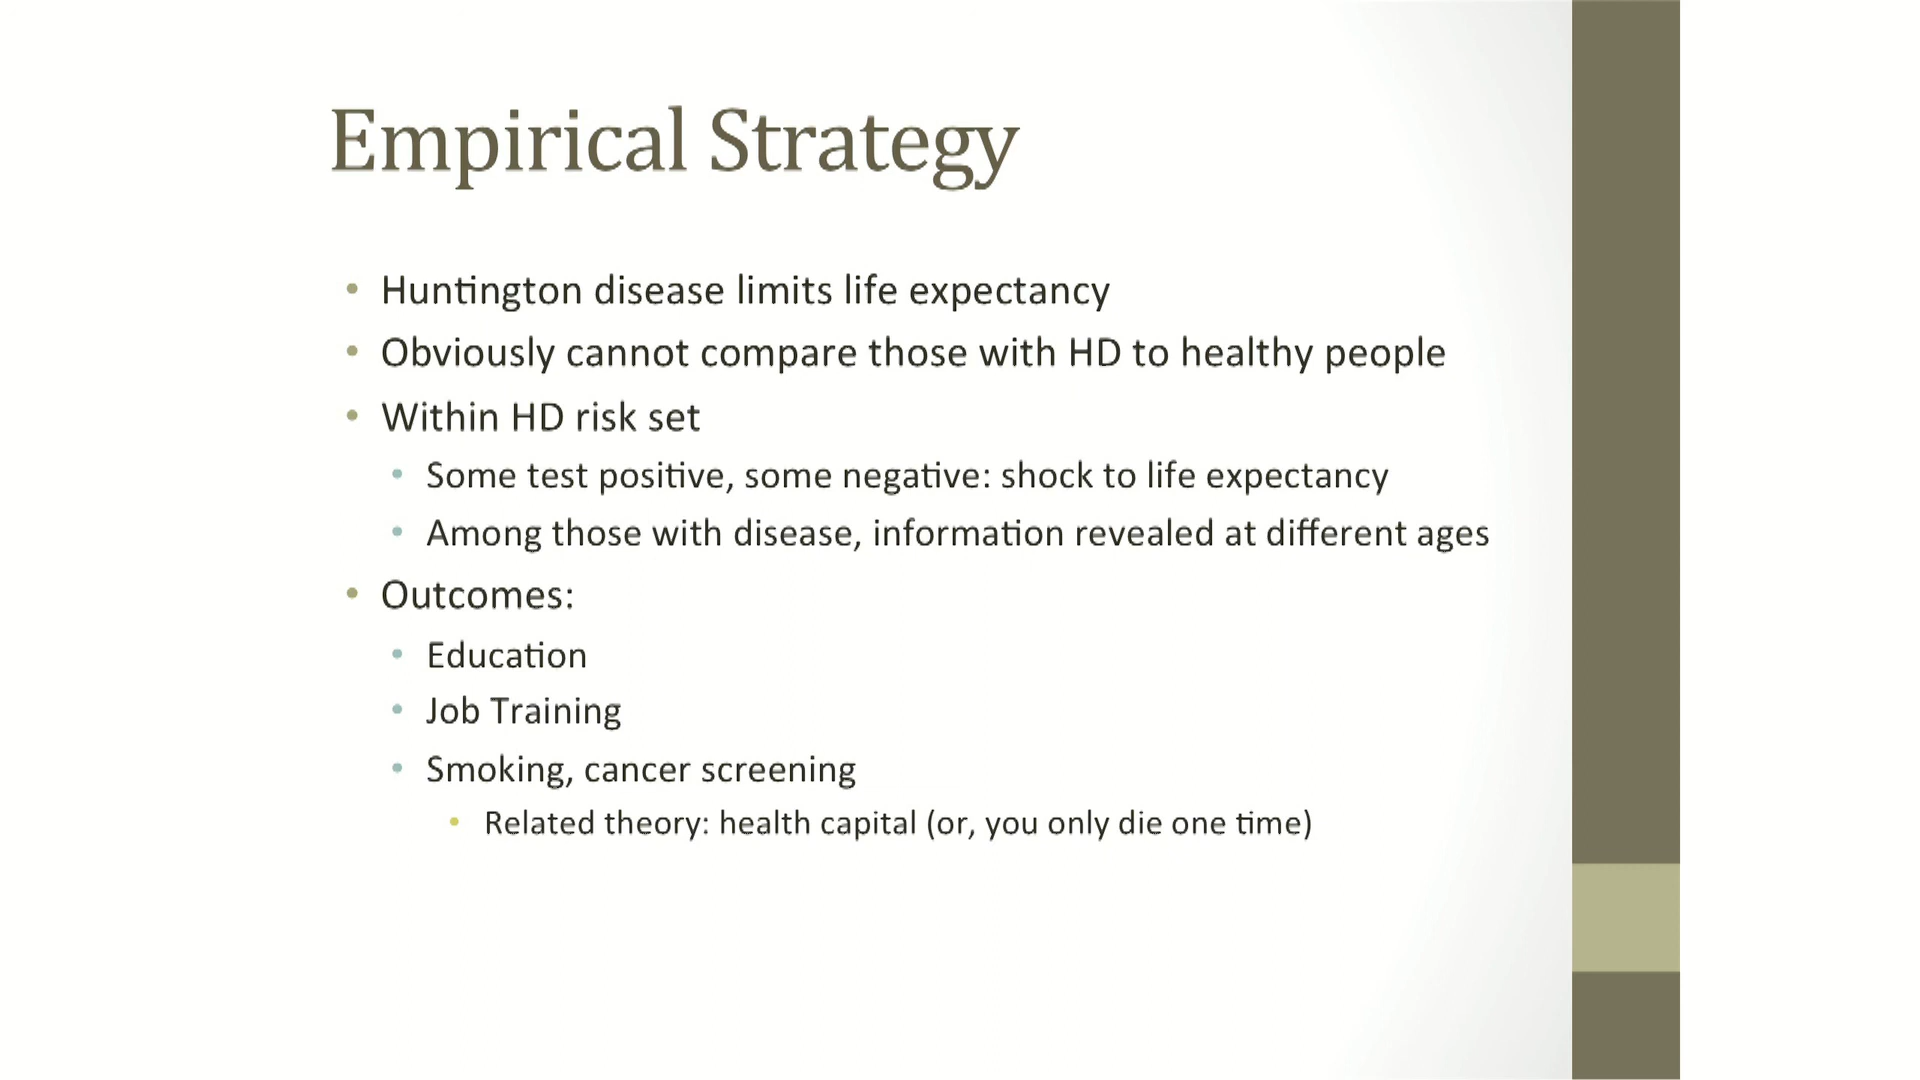 Empirical Strategy
• Huntington disease limits life expectancy
• Obviously cannot compare those with HD to healthy people
• Within HD risk set
• Some test positive, some negative: shock to life expectancy
• Among those with disease, information revealed at different ages
• Outcomes:
• Education
• Job Training
• Smoking, cancer screening
• Related theory: health capital (or, you only die one time)